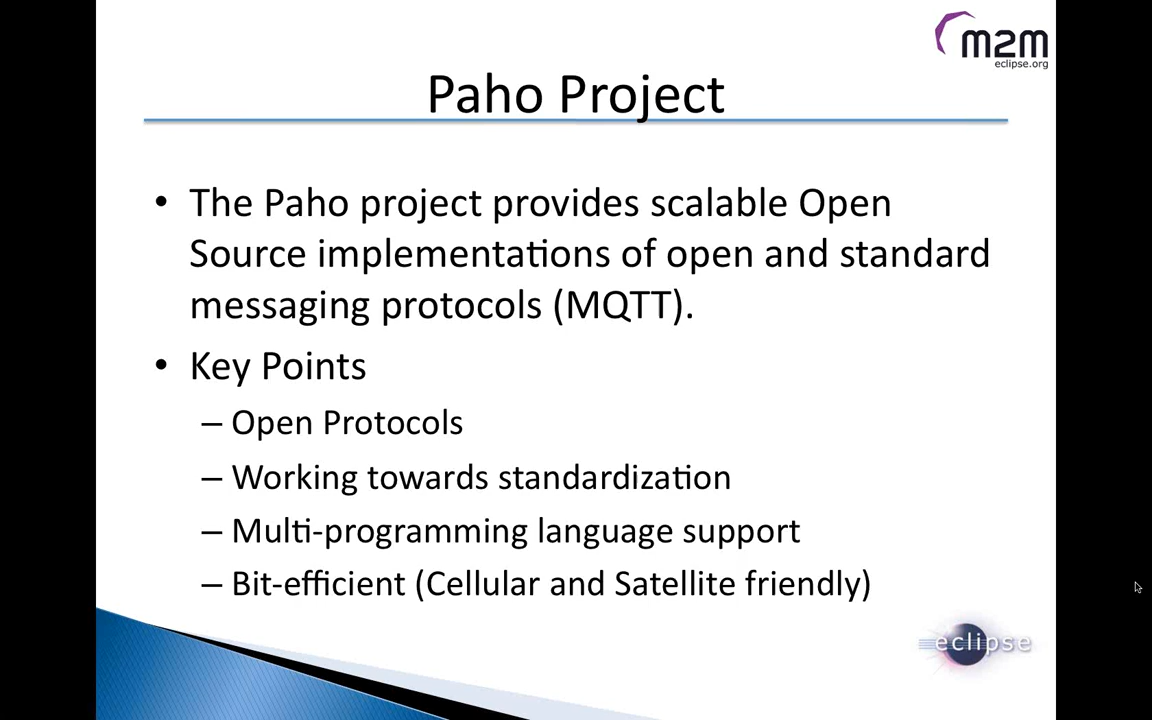 m2m
eclipse.org
Paho Project
• The Paho project provides scalable Open
Source implementations of open and standard
messaging protocols (MQTT).
• Key Points
– Open Protocols
– Working towards standardization
– Multi-programming language support
– Bit-efficient (Cellular and Satellite friendly)
eclipse